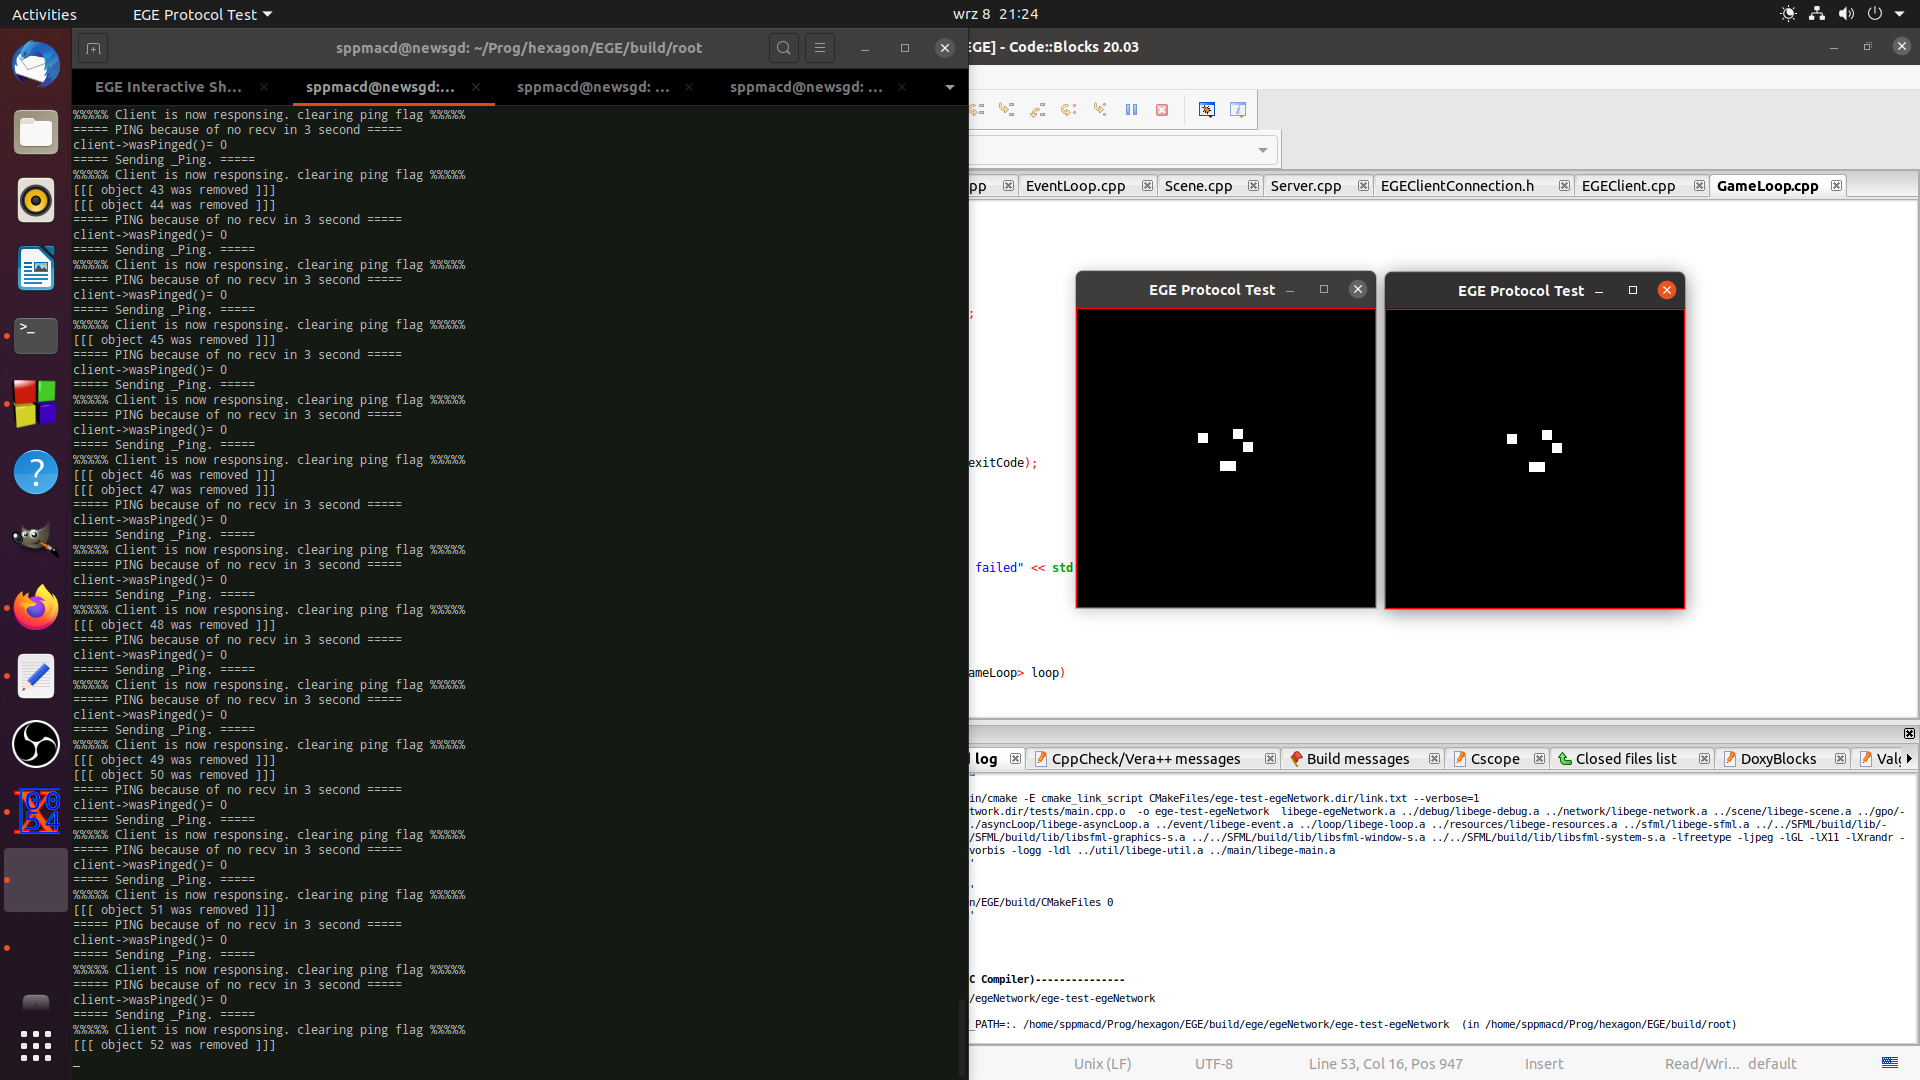 Activities
EGE Protocol Test
wrz 8 21:24
sppmacd@newsgd: ~/Prog/hexagon/EGE/build/root
EGE Interactive Sh...
sppmacd@newsgd:...
sppmacd@newsgd: ...
sppmacd@newsgd: ...
%%%%% Client is now responsing. clearing ping flag %%%%%
===== PING because of no recv in 3 second =====
client->wasPinged()= 0
===== Sending _Ping. =====
%%%%% Client is now responsing. clearing ping flag %%%%%
[[[ object 43 was removed ]]]
[[[ object 44 was removed ]]]
===== PING because of no recv in 3 second =====
client->wasPinged()= 0
===== Sending _Ping. =====
%%%%% Client is now responsing. clearing ping flag %%%%%
===== PING because of no recv in 3 second =====
client->wasPinged()= 0
===== Sending _Ping. =====
%%%%% Client is now responsing. clearing ping flag %%%%%
[[[ object 45 was removed ]]]
===== PING because of no recv in 3 second =====
client->wasPinged()= 0
===== Sending _Ping. =====
%%%%% Client is now responsing. clearing ping flag %%%%%
===== PING because of no recv in 3 second =====
client->wasPinged()= 0
===== Sending _Ping. =====
%%%%% Client is now responsing. clearing ping flag %%%%%
[[[ object 46 was removed ]]]
[[[ object 47 was removed ]]]
===== PING because of no recv in 3 second =====
client->wasPinged()= 0
===== Sending _Ping. =====
%%%%% Client is now responsing. clearing ping flag %%%%%
===== PING because of no recv in 3 second =====
client->wasPinged()= 0
===== Sending _Ping. =====
%%%%% Client is now responsing. clearing ping flag %%%%%
[[[ object 48 was removed ]]]
===== PING because of no recv in 3 second =====
client->wasPinged()= 0
===== Sending _Ping. =====
%%%%% Client is now responsing. clearing ping flag %%%%%
===== PING because of no recv in 3 second =====
client->wasPinged()= 0
===== Sending _Ping. =====
%%%%% Client is now responsing. clearing ping flag %%%%%
[[[ object 49 was removed ]]]
[[[ object 50 was removed ]]]
===== PING because of no recv in 3 second =====
client->wasPinged()= 0
===== Sending _Ping. =====
%%%%% Client is now responsing. clearing ping flag %%%%%
===== PING because of no recv in 3 second =====
client->wasPinged()= 0
===== Sending _Ping. =====
%%%%% Client is now responsing. clearing ping flag %%%%%
[[[ object 51 was removed ]]]
===== PING because of no recv in 3 second =====
client->wasPinged()= 0
===== Sending _Ping. =====
%%%%% Client is now responsing. clearing ping flag %%%%%
===== PING because of no recv in 3 second =====
client->wasPinged()= 0
===== Sending _Ping. =====
%%%%% Client is now responsing. clearing ping flag %%%%%
[[[ object 52 was removed ]]]
EGE] - Code::Blocks 20.03
pp
EventLoop.cpp
Scene.cpp
Server.cpp
EGEClientConnection.h
EGEClient.cpp
GameLoop.cpp
;
exitCode);
failed" << std
ameLoop> loop)
EGE Protocol Test
EGE Protocol Test
log
CppCheck/Vera++ messages
Build messages
Cscope
Closed files list
DoxyBlocks
Valg
in/cmake -E cmake_link_script CMakeFiles/ege-test-egeNetwork.dir/link.txt --verbose=1
twork.dir/tests/main.cpp.o -o ege-test-egeNetwork libege-egeNetwork.a ../debug/libege-debug.a ../network/libege-network.a ../scene/libege-scene.a ../gpo/-
./asyncLoop/libege-asyncLoop.a ../event/libege-event.a ../loop/libege-loop.a ../resources/libege-resources.a ../sfml/libege-sfml.a ../../SFML/build/lib/-
/SFML/build/lib/libsfml-graphics-s.a ../../SFML/build/lib/libsfml-window-s.a ../../SFML/build/lib/libsfml-system-s.a -lfreetype -ljpeg -lGL -lX11 -lXrandr -
vorbis -logg -ldl ../util/libege-util.a ../main/libege-main.a
'
'
n/EGE/build/CMakeFiles 0
'
C Compiler)---------------
/egeNetwork/ege-test-egeNetwork
_PATH=:. /home/sppmacd/Prog/hexagon/EGE/build/ege/egeNetwork/ege-test-egeNetwork (in /home/sppmacd/Prog/hexagon/EGE/build/root)
Unix (LF)
UTF-8
Line 53, Col 16, Pos 947
Insert
Read/Wri...
default